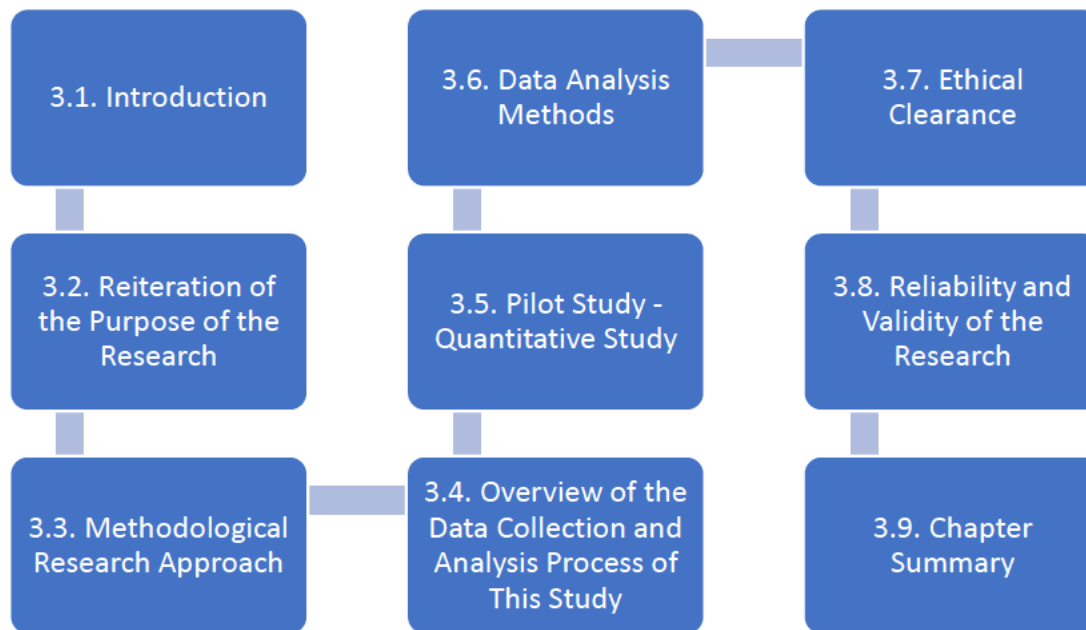 3.1. Introduction
3.2. Reiteration of
the Purpose of the
Research
3.3. Methodological
Research Approach
3.4. Overview of the
Data Collection and
Analysis Process of
This Study
3.5. Pilot Study -
Quantitative Study
3.6. Data Analysis
Methods
3.7. Ethical
Clearance
3.8. Reliability and
Validity of the
Research
3.9. Chapter
Summary